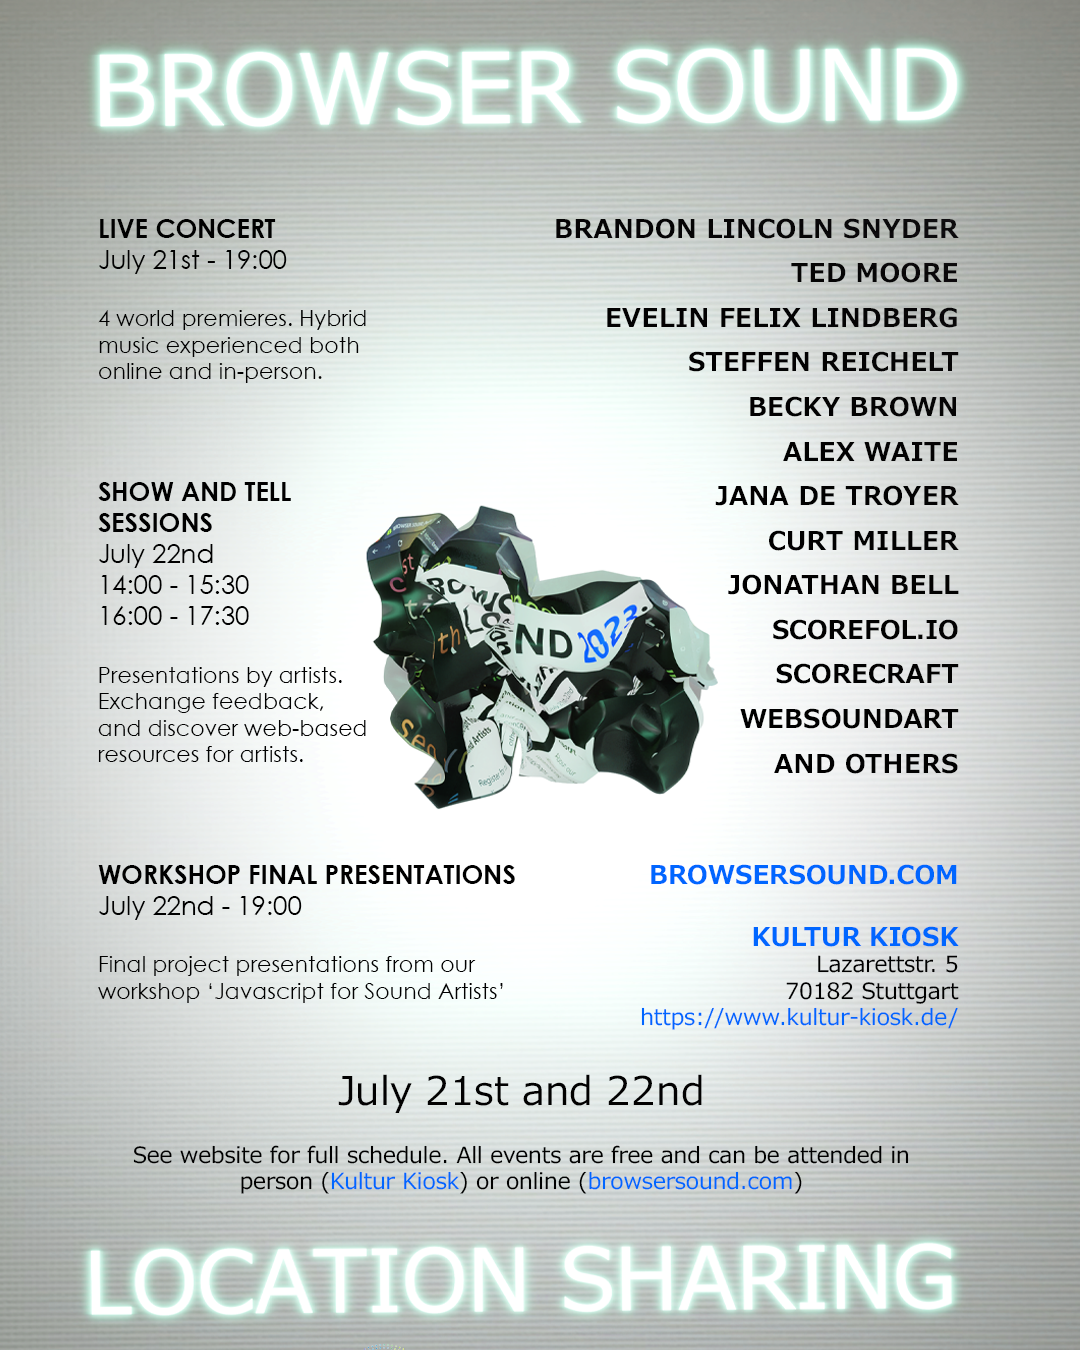 BROWSER SOUND
LIVE CONCERT
July 21st - 19:00
4 world premieres. Hybrid
music experienced both
online and in-person.
SHOW AND TELL
SESSIONS
July 22nd
14:00 - 15:30
16:00 - 17:30
Presentations by artists.
Exchange feedback,
and discover web-based
resources for artists.
BRANDON LINCOLN SNYDER
TED MOORE
EVELIN FELIX LINDBERG
STEFFEN REICHELT
BECKY BROWN
ALEX WAITE
JANA DE TROYER
CURT MILLER
JONATHAN BELL
SCOREFOL.IO
SCORECRAFT
WEBSOUNDART
AND OTHERS
ND 2023
WORKSHOP FINAL PRESENTATIONS
July 22nd - 19:00
Final project presentations from our
workshop ‘Javascript for Sound Artists’
BROWSERSOUND.COM
KULTUR KIOSK
Lazarettstr. 5
70182 Stuttgart
https://www.kultur-kiosk.de/
July 21st and 22nd
See website for full schedule. All events are free and can be attended in
person (Kultur Kiosk) or online (browsersound.com)
LOCATION SHARING